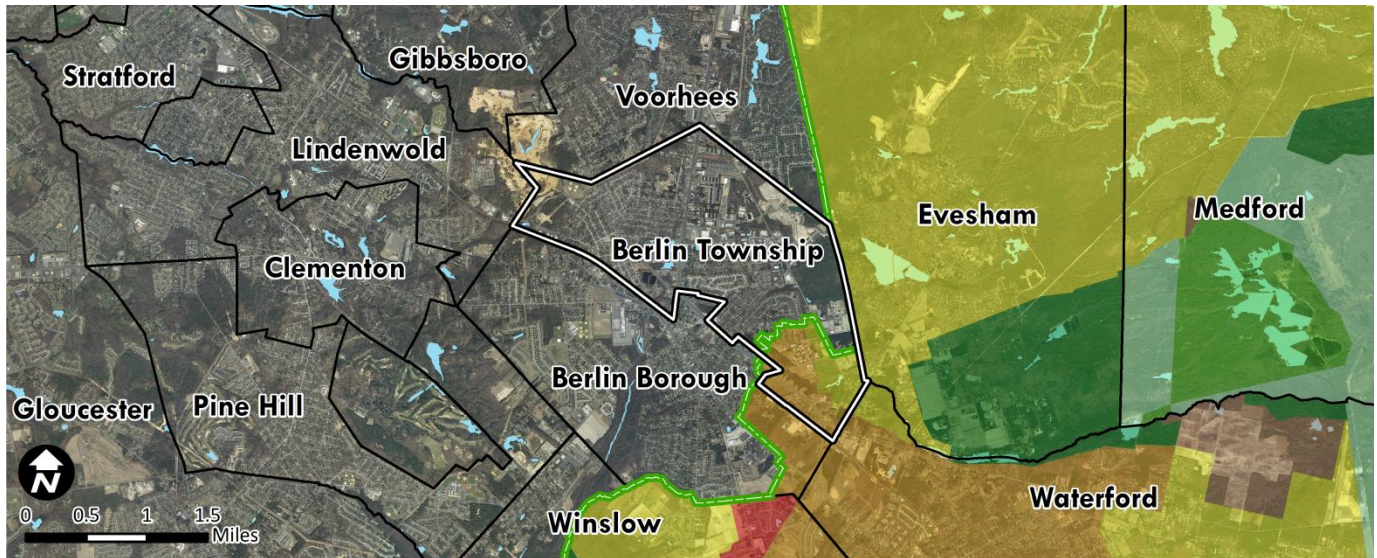 Gibbsboro
Stratford
Voorhees
Lindenwold
Evesham
Medford
Berlin Township
Clementon
Berlin Borough
Gloucester
Pine Hill
N
Waterford
Winslow
0 0.5 1 1.5
Miles